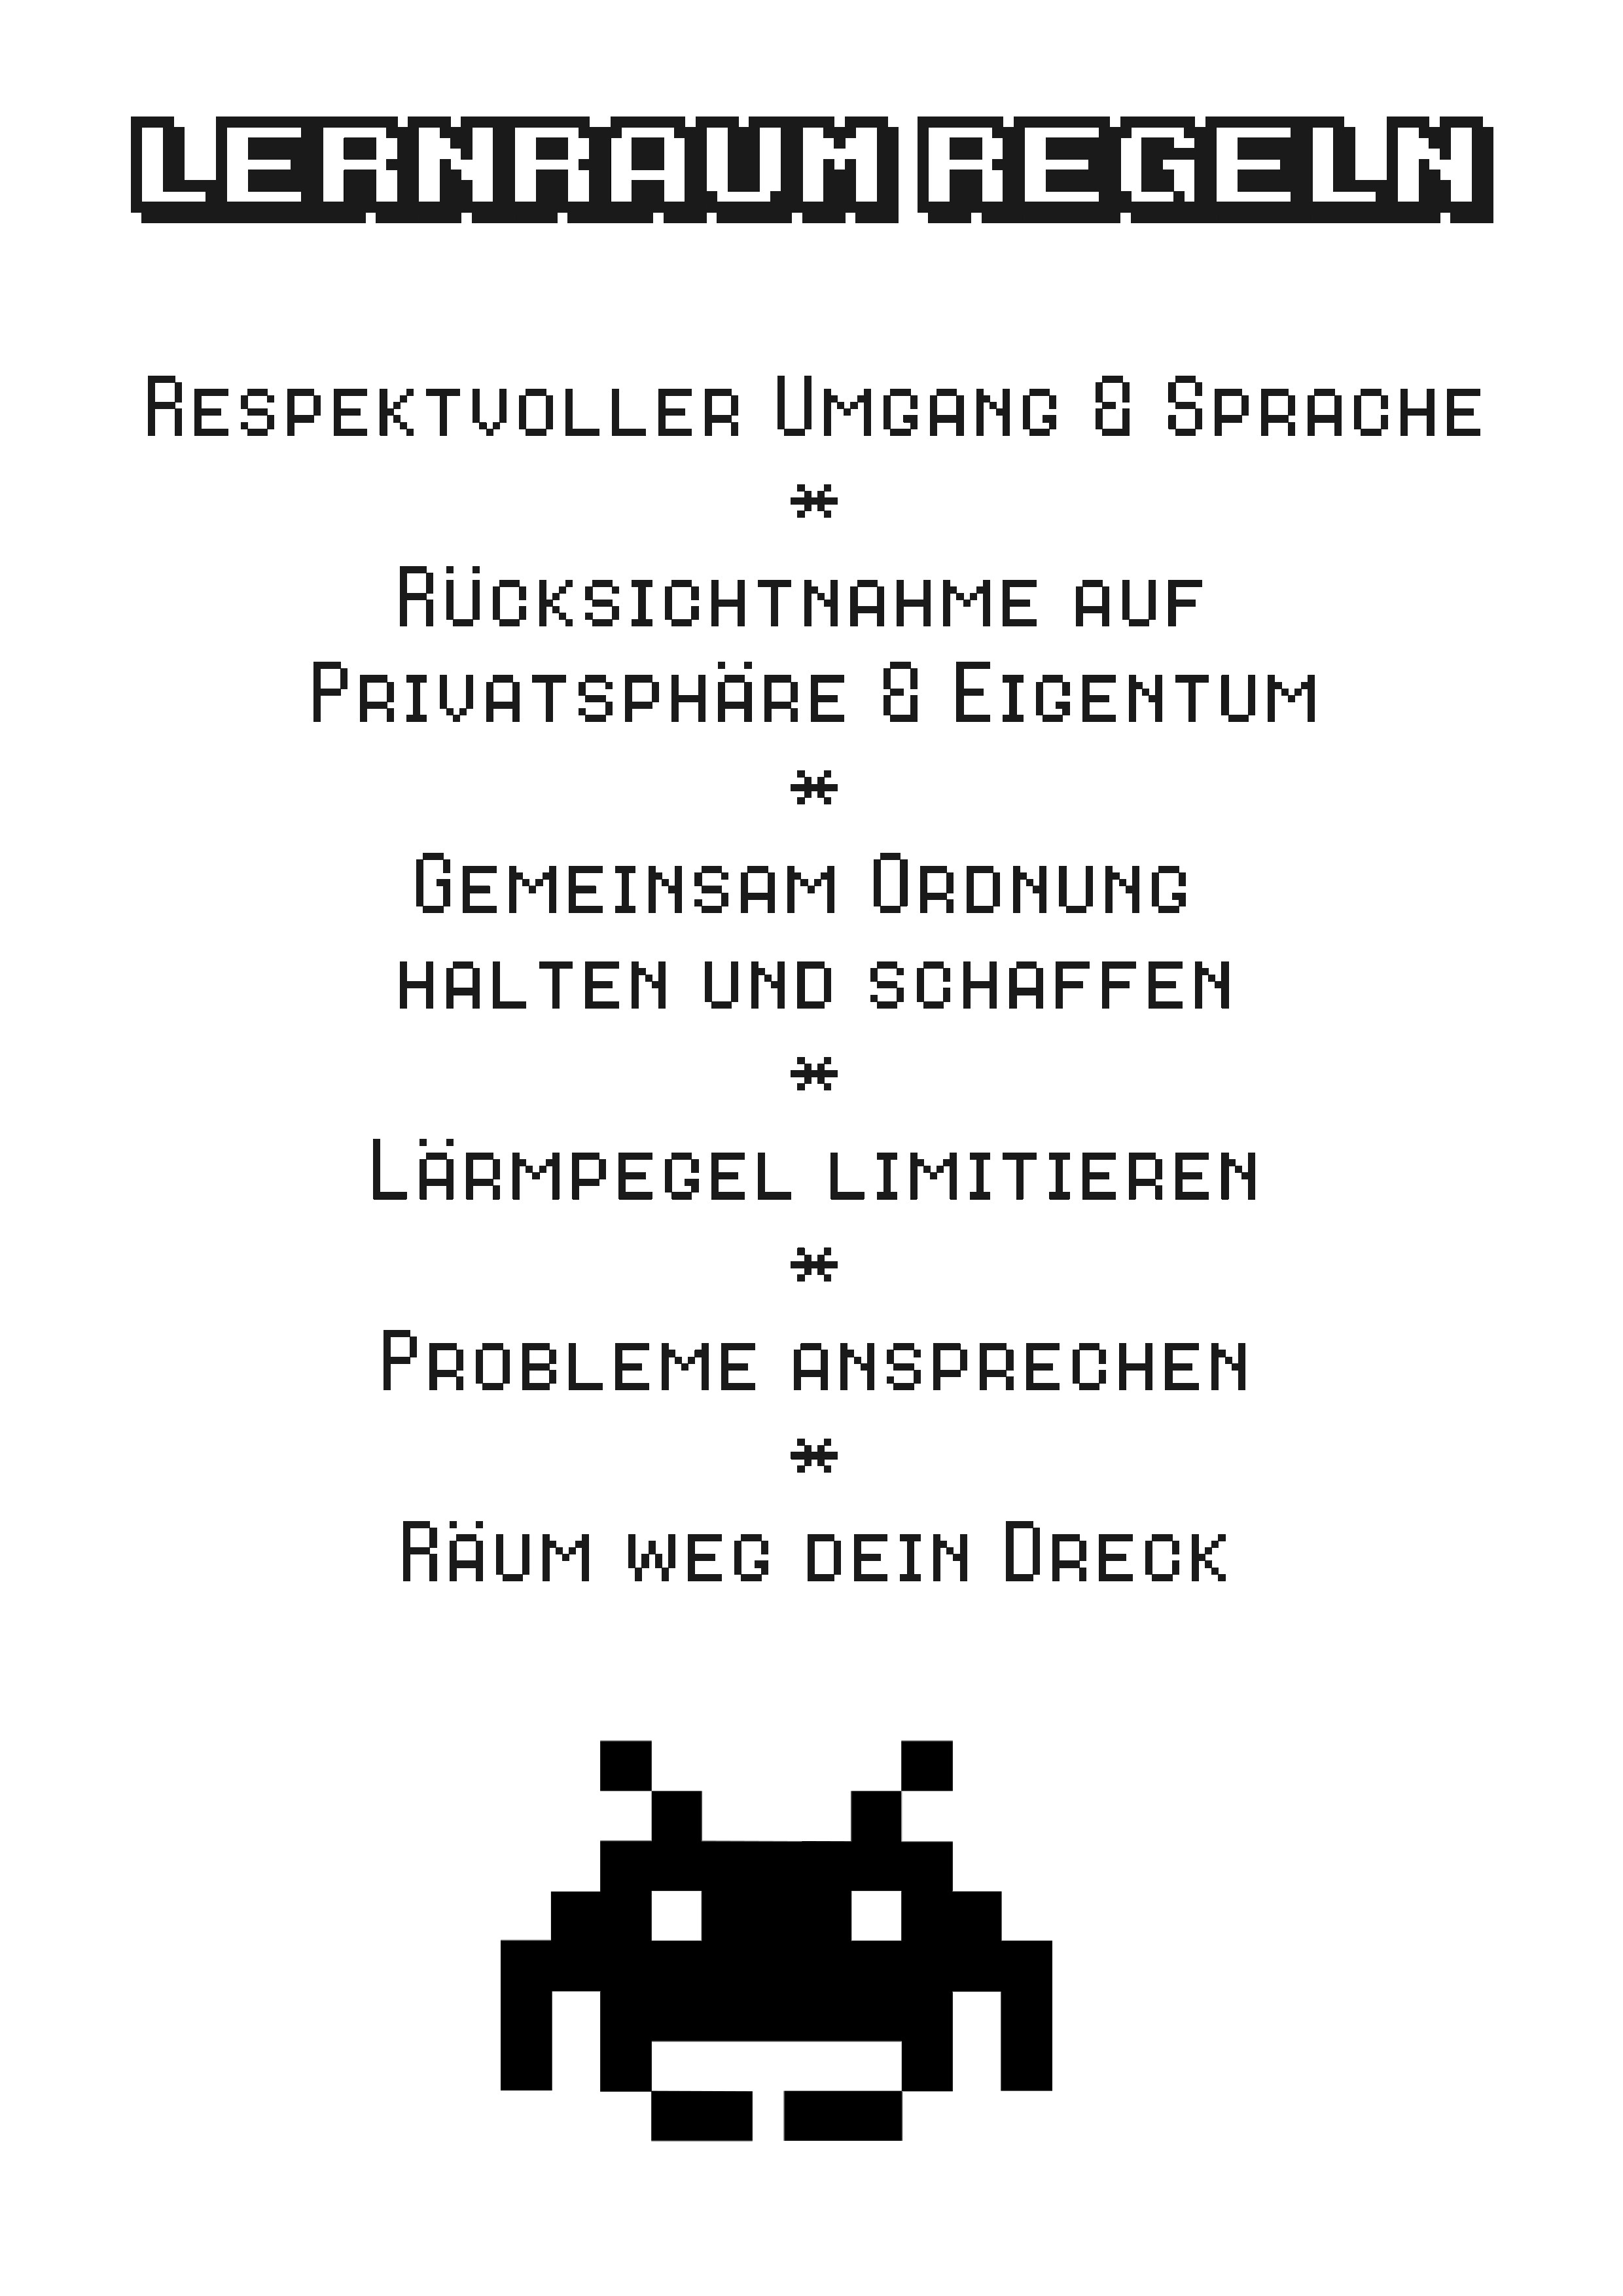 LERNRAUM REGELN
Respektvoller Umgang & Sprache
*
Rücksichtnahme auf
Privatsphäre & Eigentum
*
Gemeinsam Ordnung
halten und schaffen
*
Lärmpegel limitieren
*
Probleme ansprechen
*
Räum weg dein Dreck